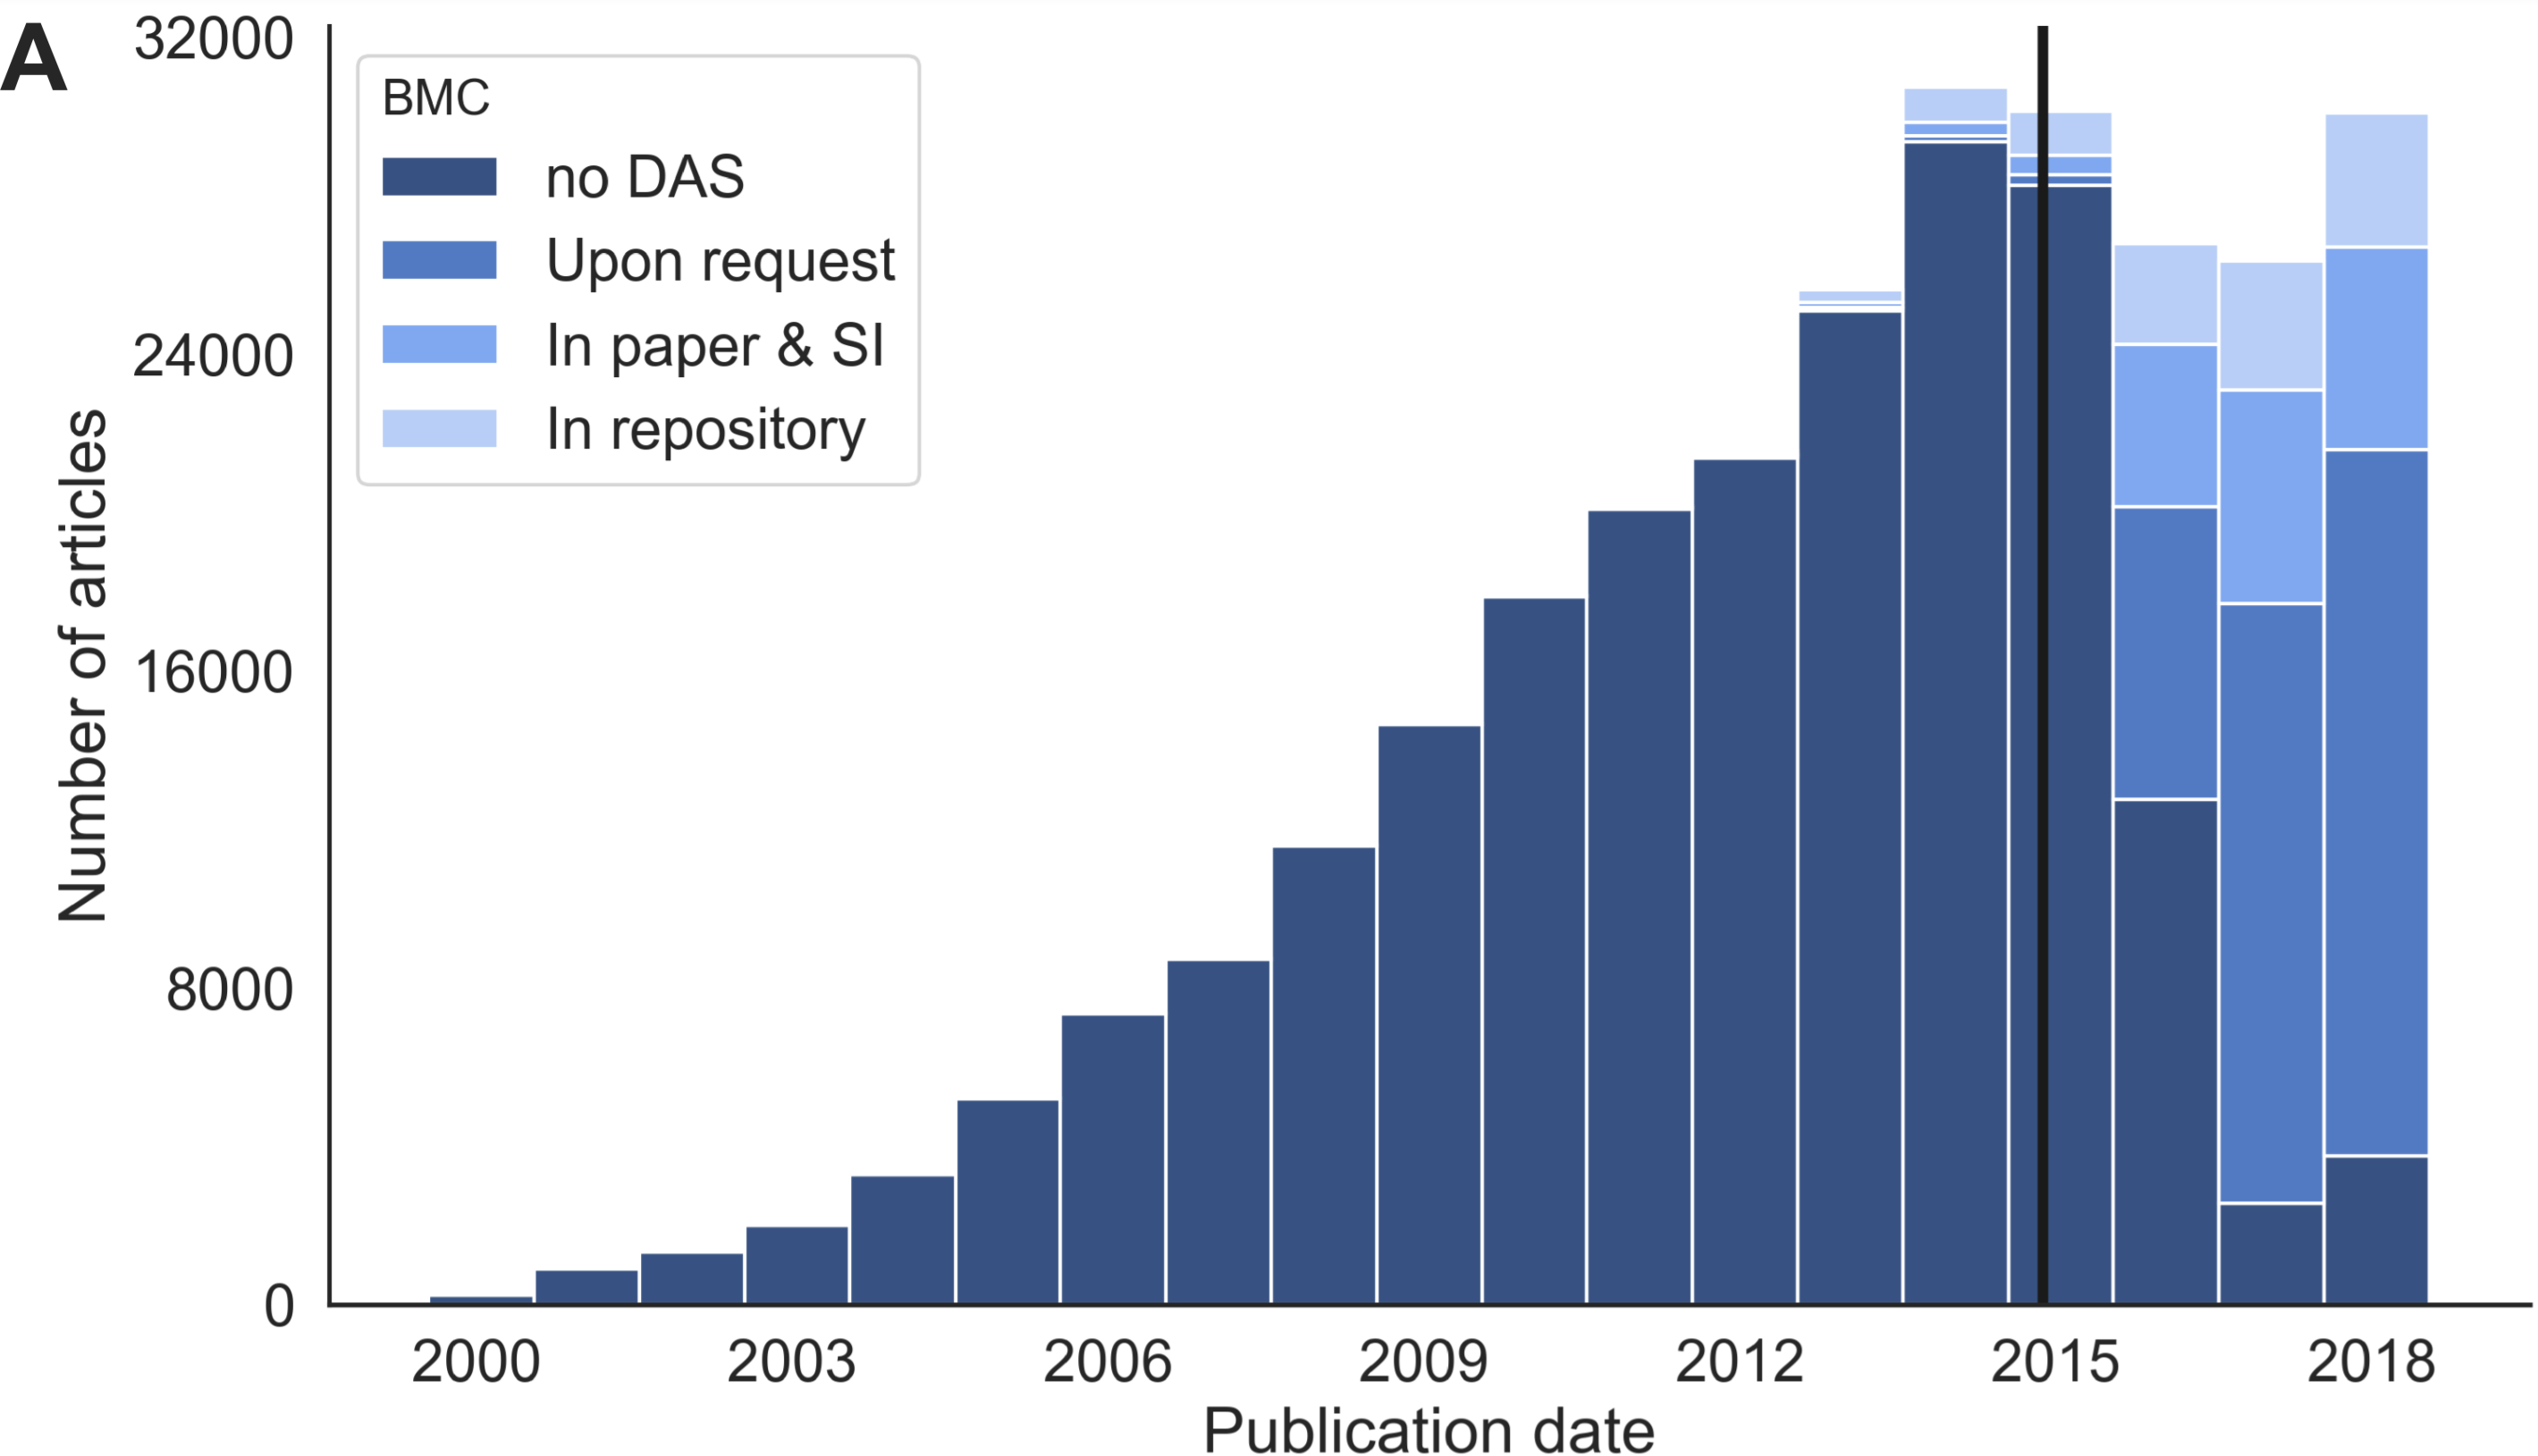 A
BMC
no DAS
Upon request
In paper & SI
In repository
Number of articles
32000
24000
16000
8000
0
2000 2003 2006 2009 2012 2015 2018
Publication date